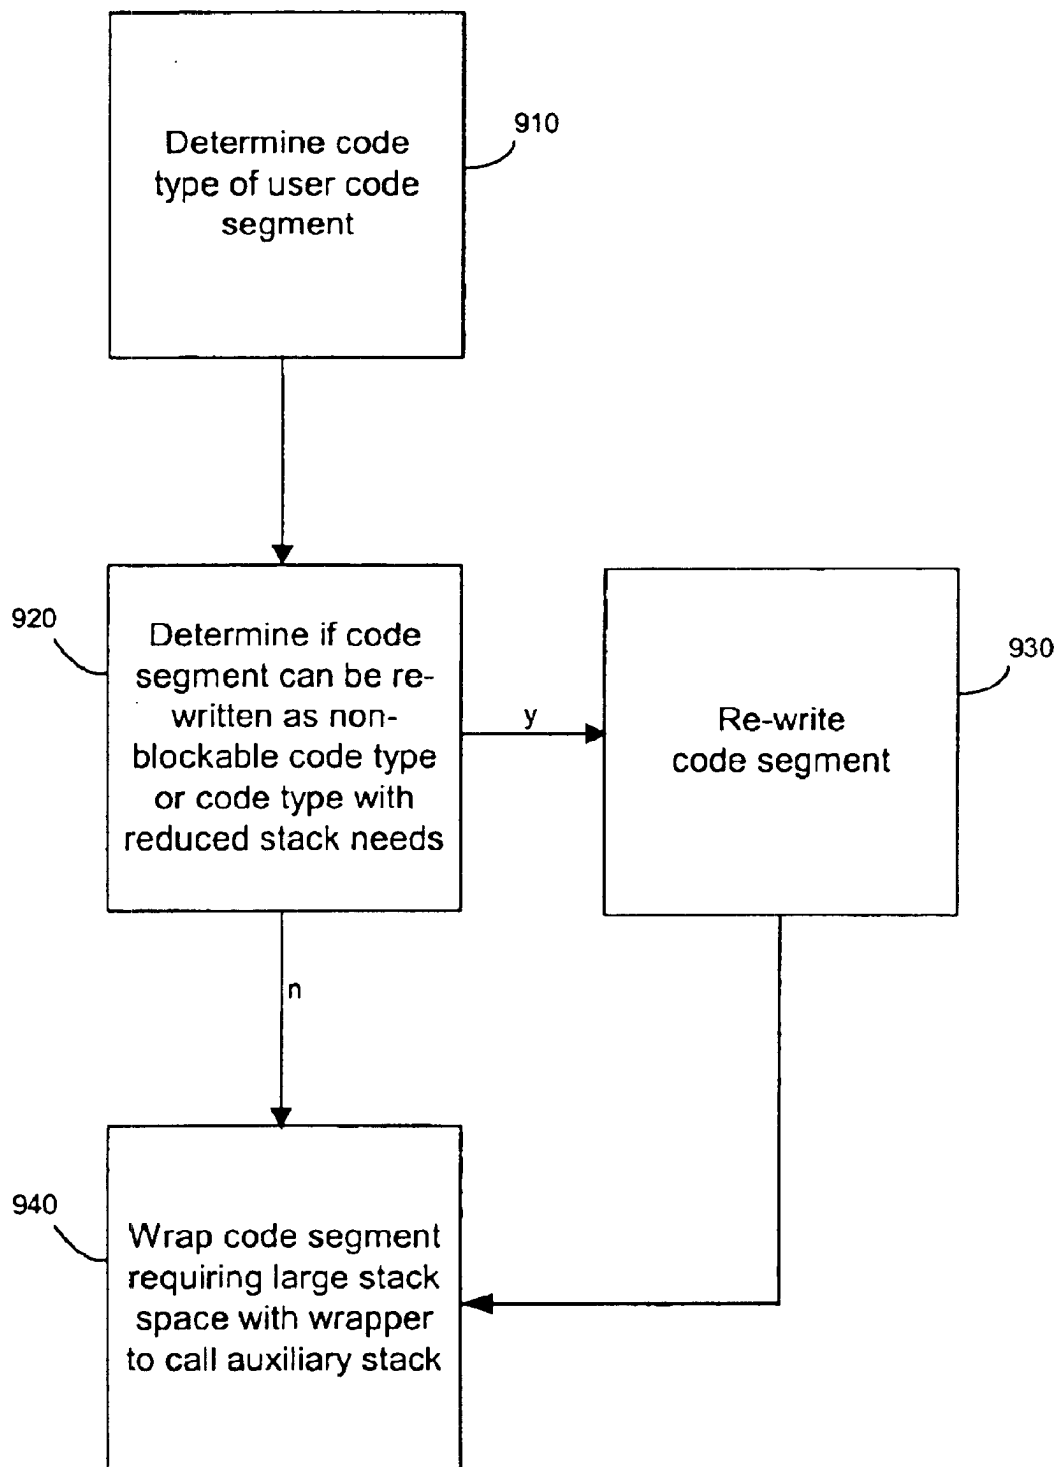 Determine code
type of user code
segment
910
920
Determine if code
segment can be re-
written as non-
blockable code type
or code type with
reduced stack needs
y
Re-write
code segment
930
n
940
Wrap code segment
requiring large stack
space with wrapper
to call auxiliary stack